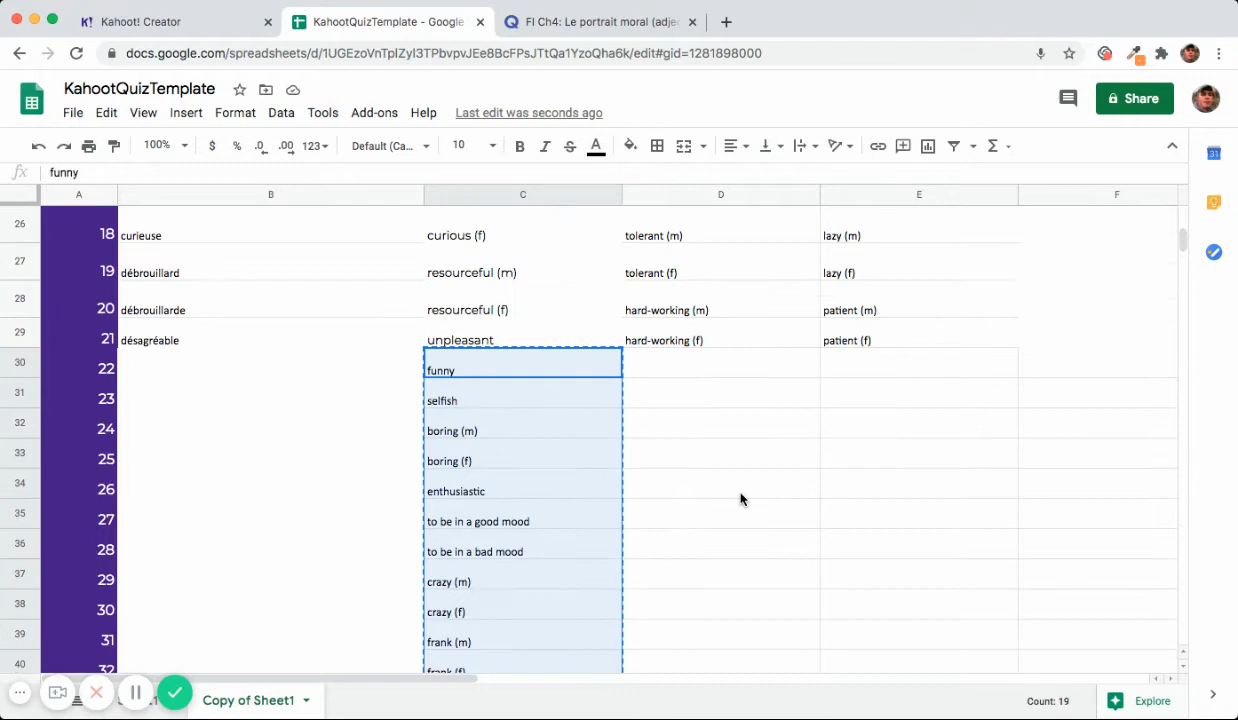 Kahoot! Creator
KahootQuizTemplate - Google
FI Ch4: Le portrait moral (adjec
docs.google.com/spreadsheets/d/1UGEzoVnTpIZyI3TPbvpvJEe8BcFPsJTtQa1YzoQha6k/edit#gid=1281898000
KahootQuizTemplate
Share
File Edit View Insert Format Data Tools Add-ons Help Last edit was seconds ago
100% $ % .0 .00 123 Default (Ca... 10 B I S A
fx funny
A B C D E F
26 18 curieuse curious (f) tolerant (m) lazy (m)
27 19 débrouillard resourceful (m) tolerant (f) lazy (f)
28 20 débrouillarde resourceful (f) hard-working (m) patient (m)
29 21 désagréable unpleasant hard-working (f) patient (f)
30 22 funny
31 23 selfish
32 24 boring (m)
33 25 boring (f)
34 26 enthusiastic
35 27 to be in a good mood
36 28 to be in a bad mood
37 29 crazy (m)
38 30 crazy (f)
39 31 frank (m)
40 32 frank (f)
Copy of Sheet1 Count: 19 Explore